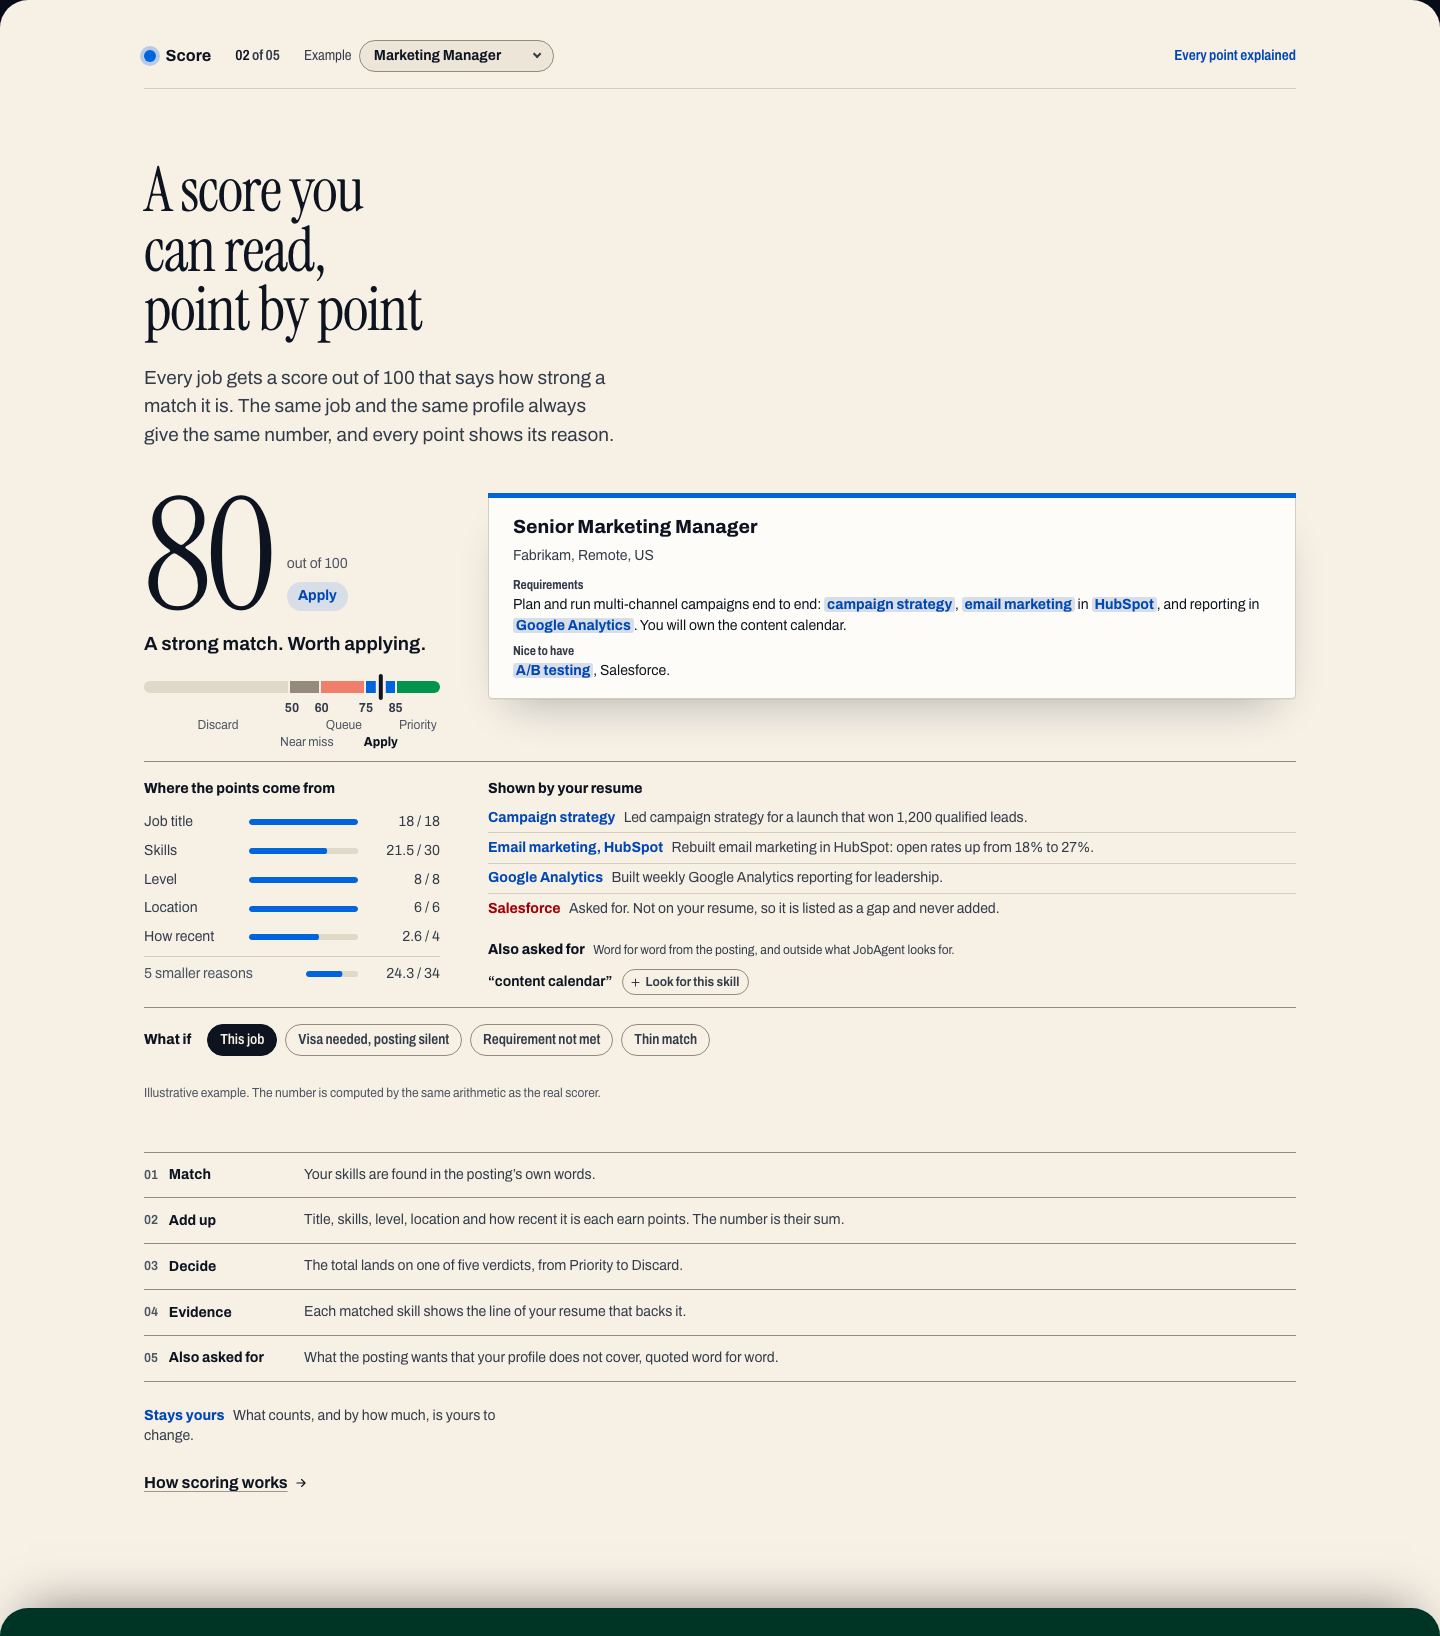 Score
02 of 05
Example
Marketing Manager
Every point explained
A score you
can read,
point by point
Every job gets a score out of 100 that says how strong a
match it is. The same job and the same profile always
give the same number, and every point shows its reason.
80
out of 100
Apply
A strong match. Worth applying.
50 60 75 85
Discard Queue Priority
Near miss Apply
Senior Marketing Manager
Fabrikam, Remote, US
Requirements
Plan and run multi-channel campaigns end to end: campaign strategy, email marketing in HubSpot, and reporting in
Google Analytics. You will own the content calendar.
Nice to have
A/B testing, Salesforce.
Where the points come from
Job title 18 / 18
Skills 21.5 / 30
Level 8 / 8
Location 6 / 6
How recent 2.6 / 4
5 smaller reasons 24.3 / 34
Shown by your resume
Campaign strategy Led campaign strategy for a launch that won 1,200 qualified leads.
Email marketing, HubSpot Rebuilt email marketing in HubSpot: open rates up from 18% to 27%.
Google Analytics Built weekly Google Analytics reporting for leadership.
Salesforce Asked for. Not on your resume, so it is listed as a gap and never added.
Also asked for Word for word from the posting, and outside what JobAgent looks for.
“content calendar” + Look for this skill
What if This job Visa needed, posting silent Requirement not met Thin match
Illustrative example. The number is computed by the same arithmetic as the real scorer.
01 Match Your skills are found in the posting’s own words.
02 Add up Title, skills, level, location and how recent it is each earn points. The number is their sum.
03 Decide The total lands on one of five verdicts, from Priority to Discard.
04 Evidence Each matched skill shows the line of your resume that backs it.
05 Also asked for What the posting wants that your profile does not cover, quoted word for word.
Stays yours What counts, and by how much, is yours to
change.
How scoring works →